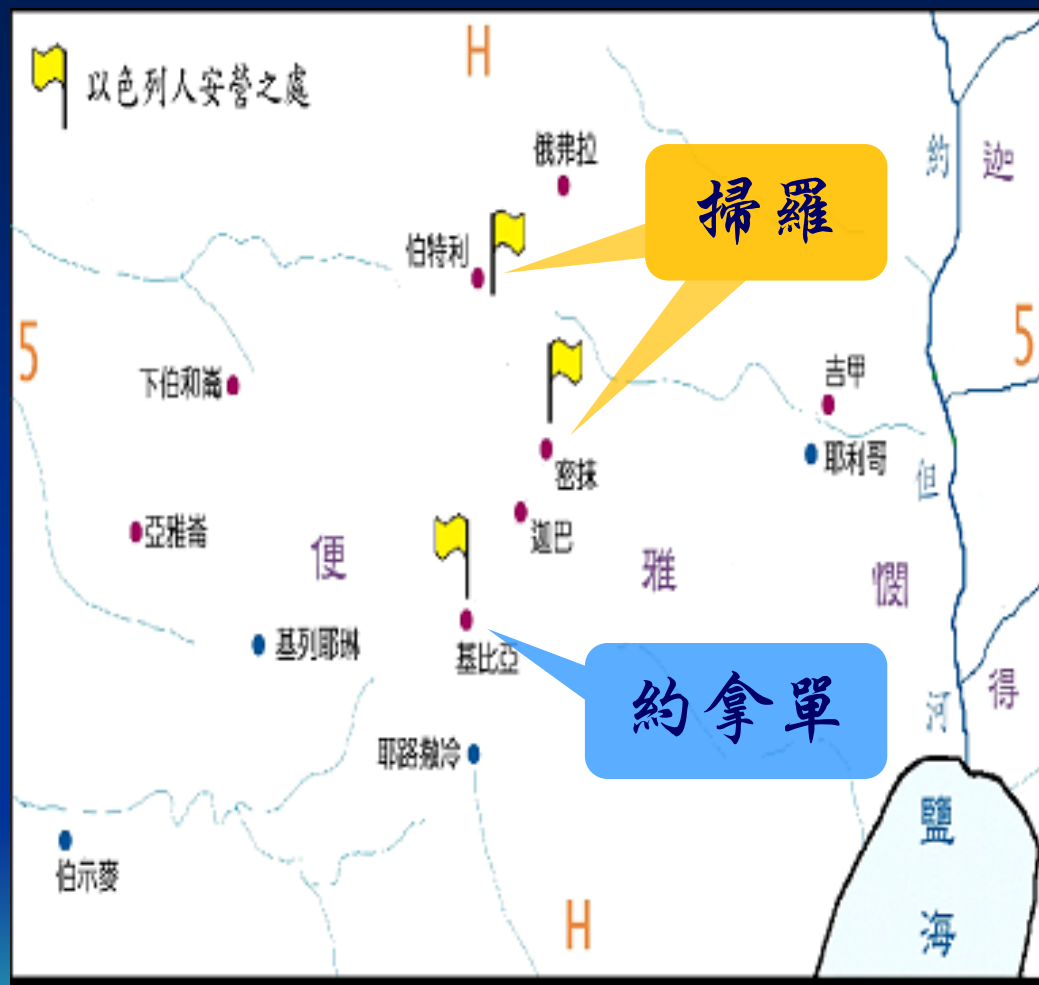 H
以色列人安營之處
俄弗拉
約
迦
掃羅
伯特利
5
5
下伯和崙
吉甲
密抹
耶利哥
但
亞雅崙
迦巴
便
雅
憫
基列耶琳
基比亞
約拿單
河
得
耶路撒冷
鹽
海
伯示麥
H